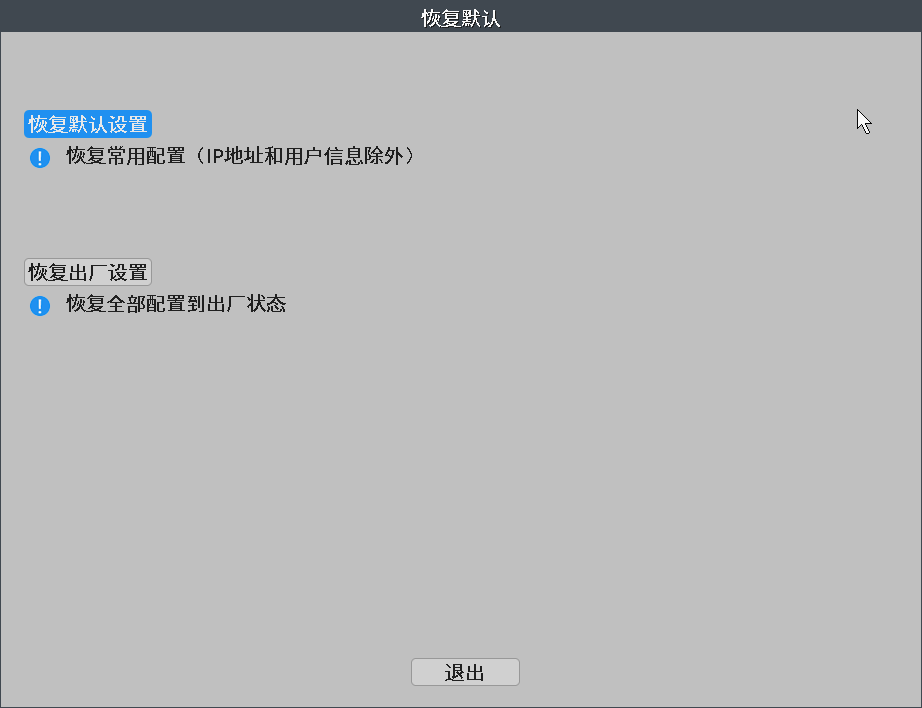 恢复默认
恢复默认设置
恢复常用配置（IP地址和用户信息除外）
恢复出厂设置
恢复全部配置到出厂状态
退出